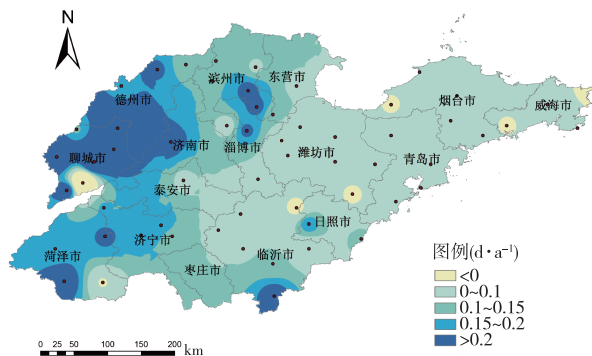 N
滨州市
东营市
德州市
烟台市
威海市
济南市
淄博市
潍坊市
聊城市
青岛市
泰安市
日照市
济宁市
菏泽市
临沂市
枣庄市
图例(d·a⁻¹)
<0
0~0.1
0.1~0.15
0.15~0.2
>0.2
0 25 50 100 150 200
km